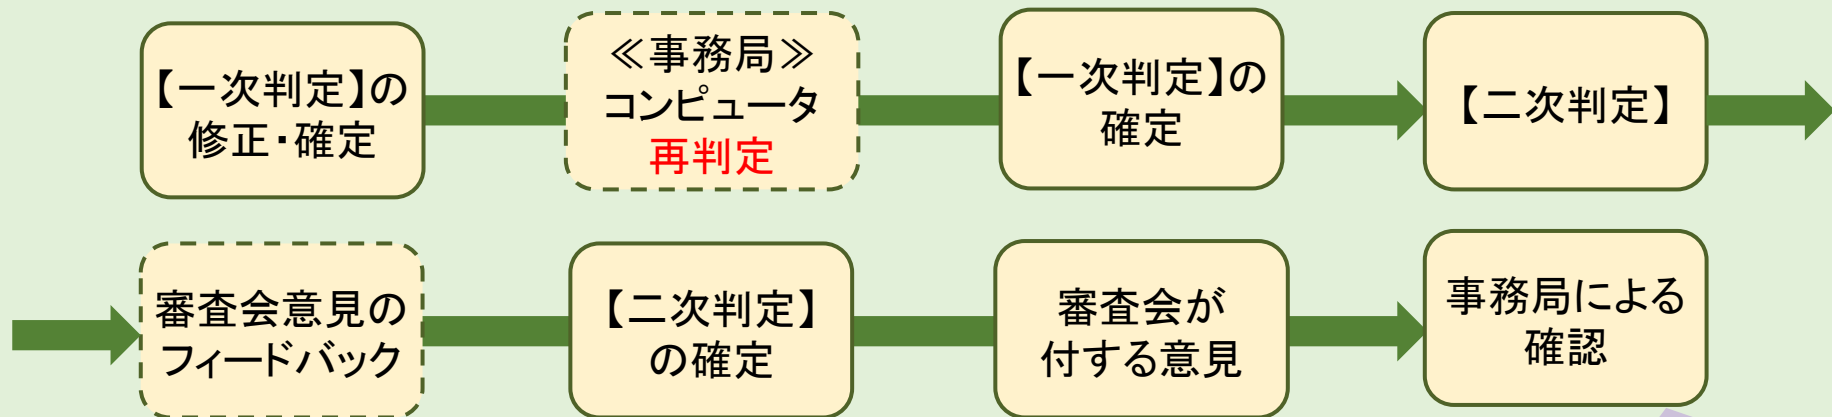 【一次判定】の
修正・確定
≪事務局≫
コンピュータ
再判定
【一次判定】の
確定
【二次判定】
審査会意見の
フィードバック
【二次判定】
の確定
審査会が
付する意見
事務局による
確認